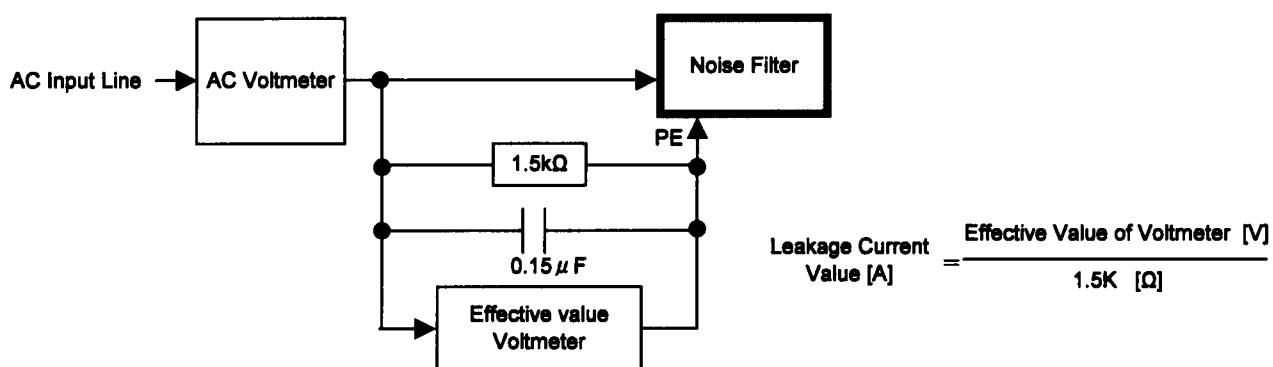 AC Input Line
AC Voltmeter
Noise Filter
PE
1.5kΩ
0.15μF
Effective value
Voltmeter
Leakage Current
Value [A]
=
Effective Value of Voltmeter [V]
1.5K [Ω]